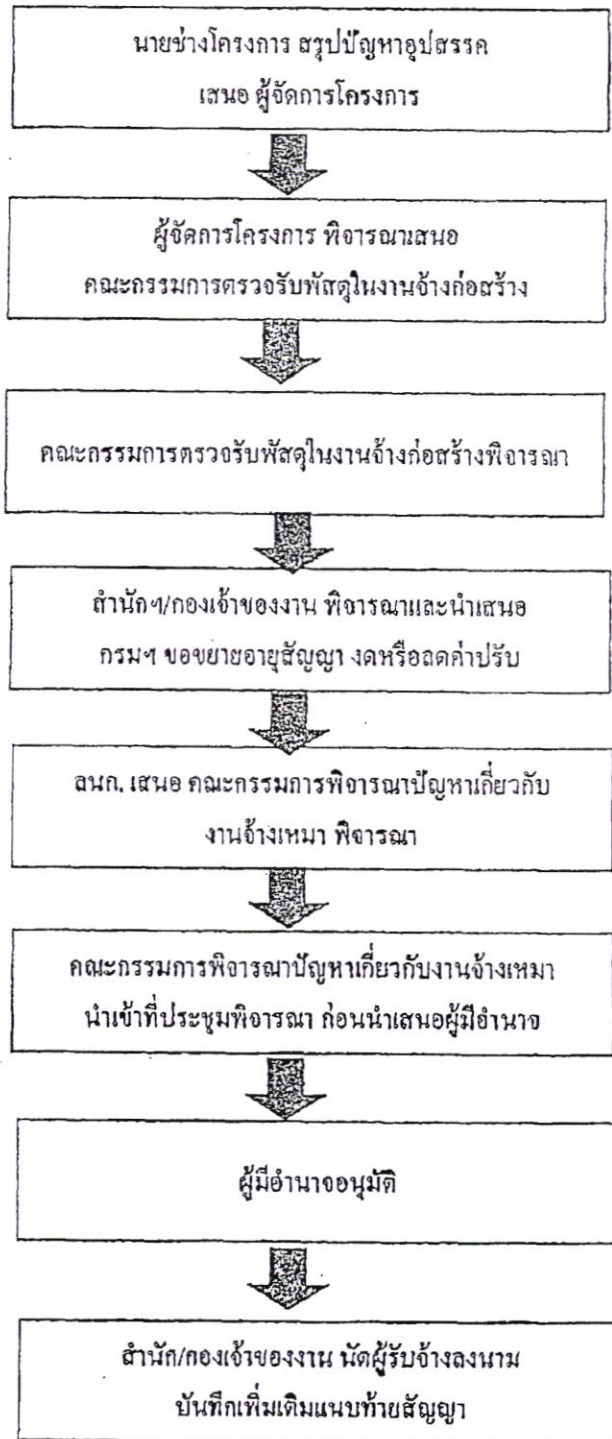 นายช่างโครงการ สรุปปัญหาอุปสรรค
เสนอ ผู้จัดการโครงการ
ผู้จัดการโครงการ พิจารณาเสนอ
คณะกรรมการตรวจรับพัสดุในงานจ้างก่อสร้าง
คณะกรรมการตรวจรับพัสดุในงานจ้างก่อสร้างพิจารณา
สำนักฯ/กองเจ้าของงาน พิจารณาและนำเสนอ
กรมฯ ขอขยายอายุสัญญา งดหรือลดค่าปรับ
ลนก. เสนอ คณะกรรมการพิจารณาปัญหาเกี่ยวกับ
งานจ้างเหมา พิจารณา
คณะกรรมการพิจารณาปัญหาเกี่ยวกับงานจ้างเหมา
นำเข้าที่ประชุมพิจารณา ก่อนนำเสนอผู้มีอำนาจ
ผู้มีอำนาจอนุมัติ
สำนัก/กองเจ้าของงาน นัดผู้รับจ้างลงนาม
บันทึกเพิ่มเติมแนบท้ายสัญญา